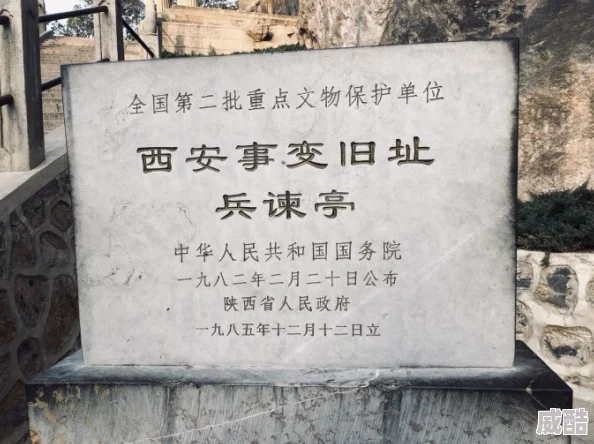 全国第二批重点文物保护单位
西安事变旧址
兵谏亭
中华人民共和国国务院
一九八二年二月二十日公布
陕西省人民政府
一九八五年十二月十二日立
威酷